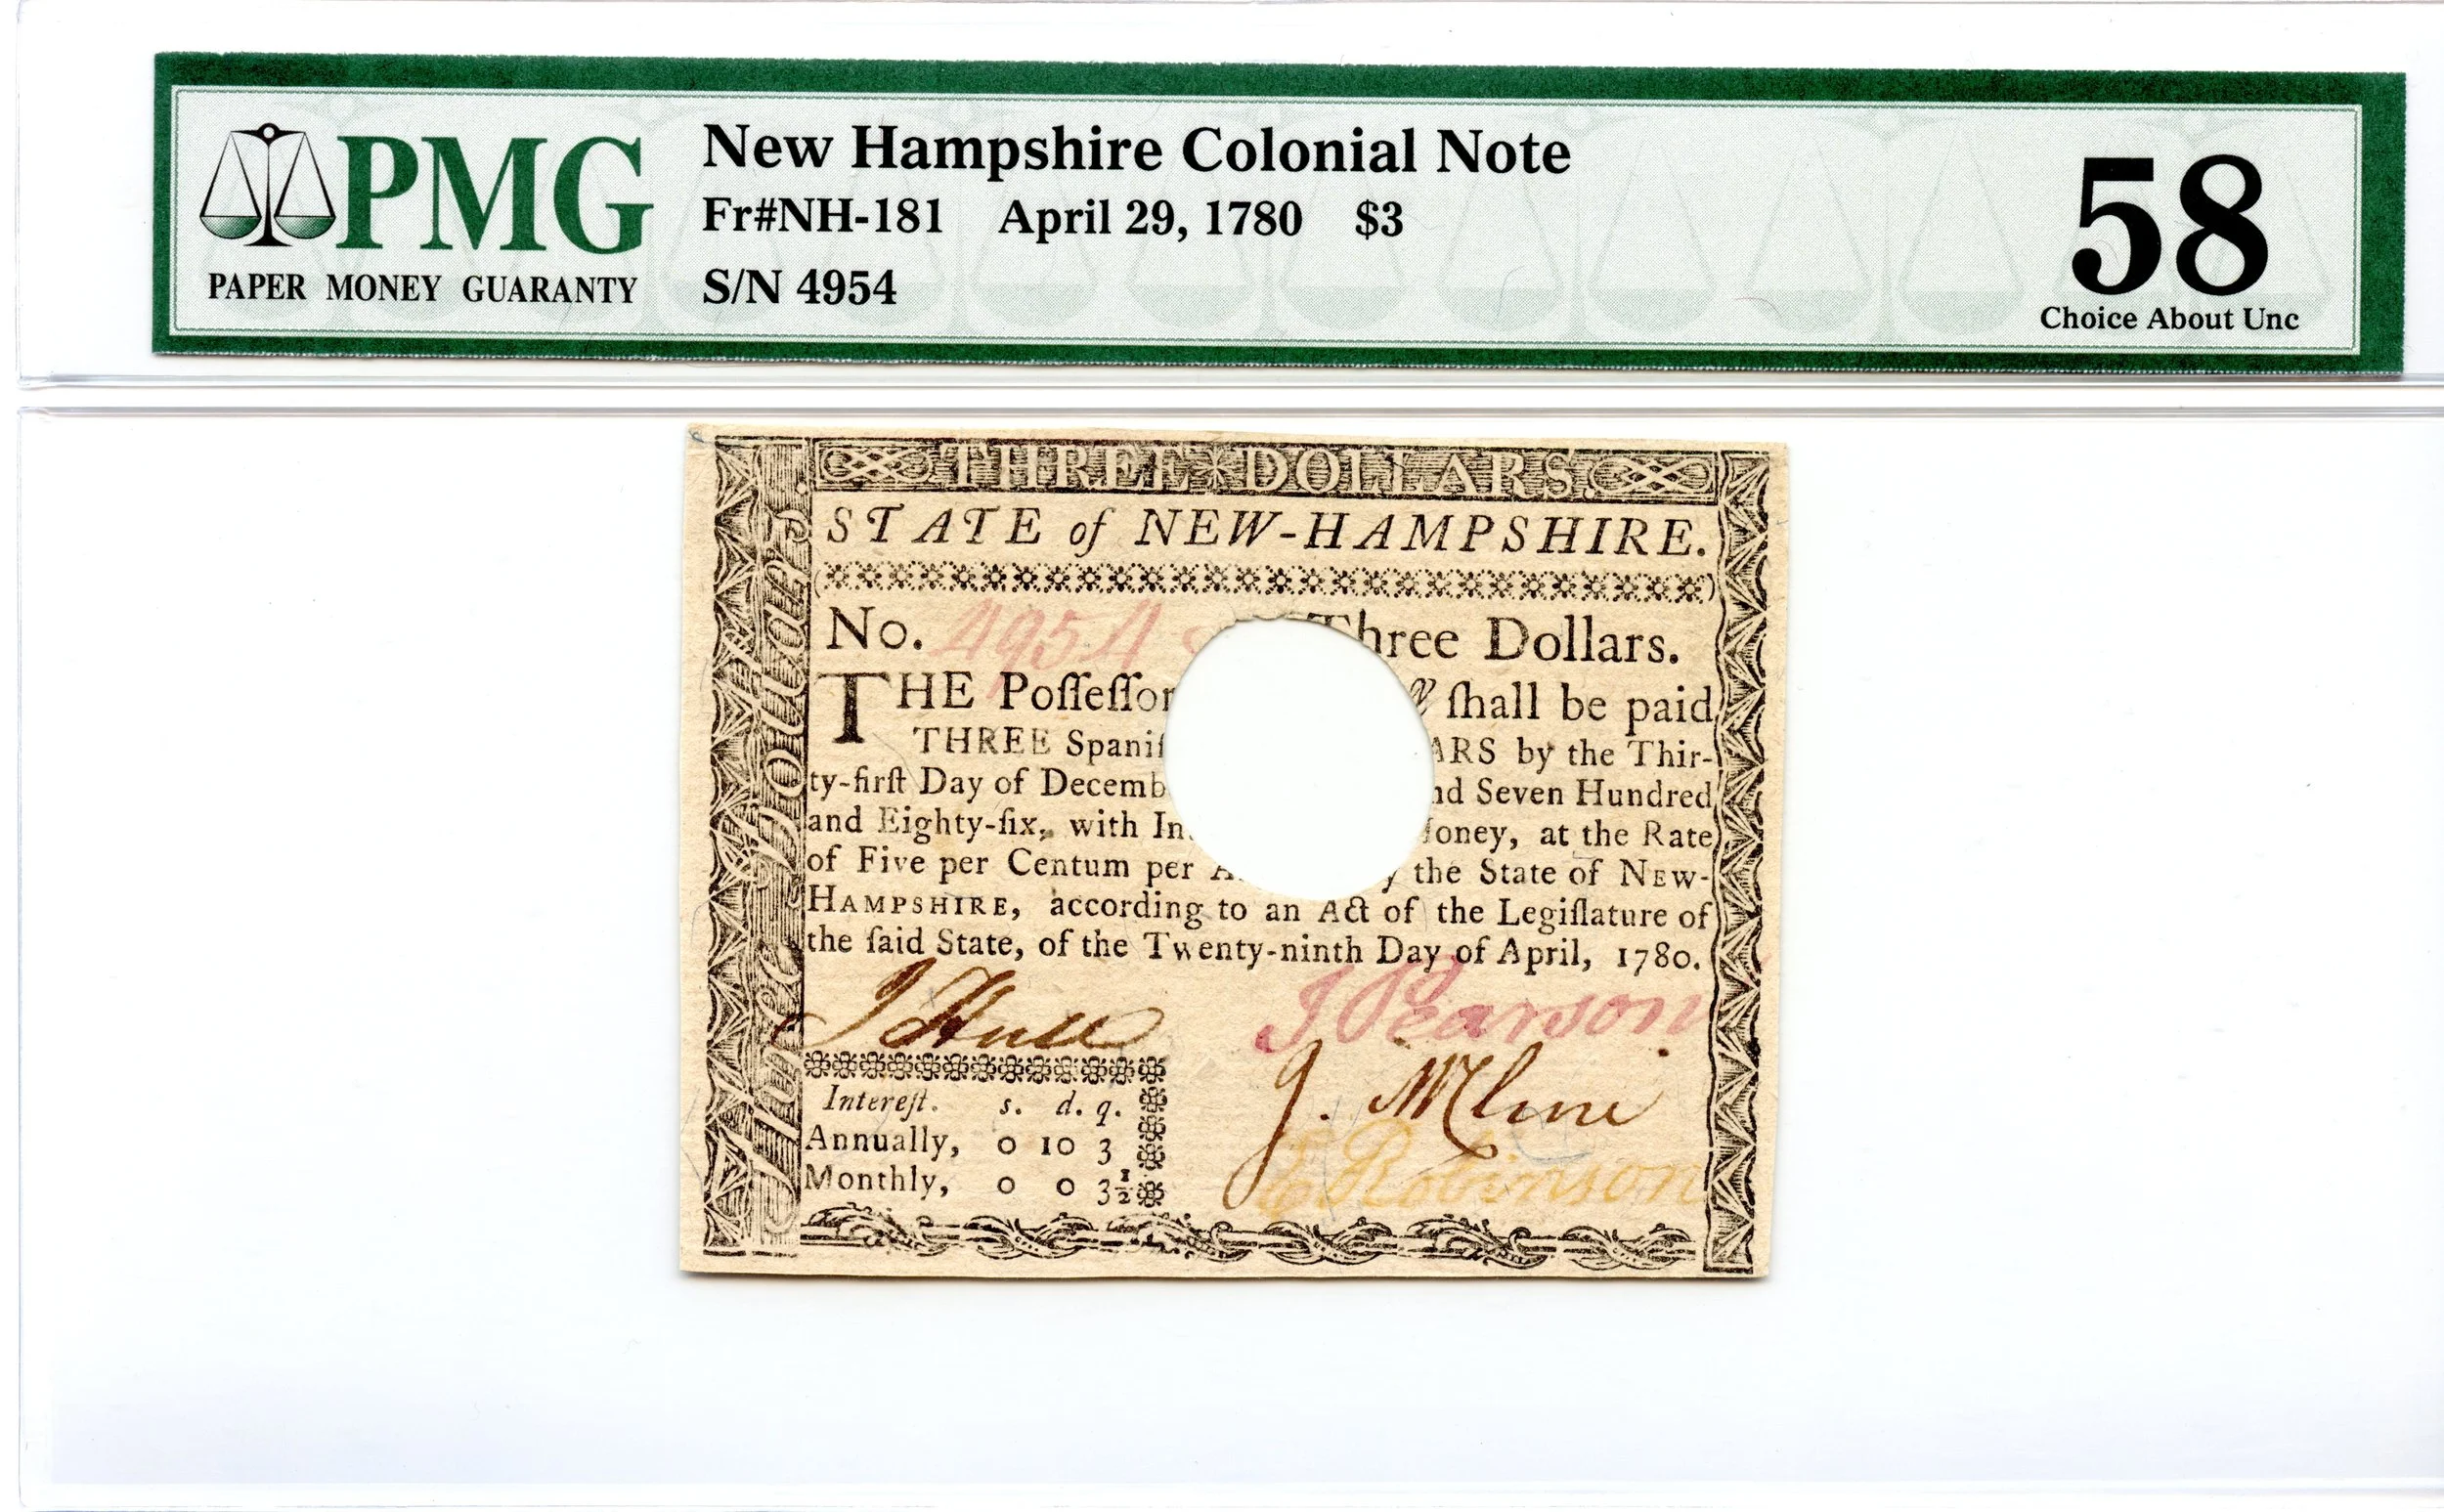 PMG
PAPER MONEY GUARANTY
New Hampshire Colonial Note
Fr#NH-181 April 29, 1780 $3
S/N 4954
58
Choice About Unc
THREE DOLLARS.
Three Dollars.
STATE of NEW-HAMPSHIRE.
No. 4954 Three Dollars.
THE Poſſeſſor ſhall be paid
THREE Spaniſ ARS by the Thir-
ty-firſt Day of Decemb nd Seven Hundred
and Eighty-ſix, with In oney, at the Rate
of Five per Centum per A y the State of NEW-
HAMPSHIRE, according to an Act of the Legiſlature of
the ſaid State, of the Twenty-ninth Day of April, 1780.
J Pearson
J. McClure
E Robinson
Intereſt. s. d. q.
Annually, 0 10 3
Monthly, 0 0 3½